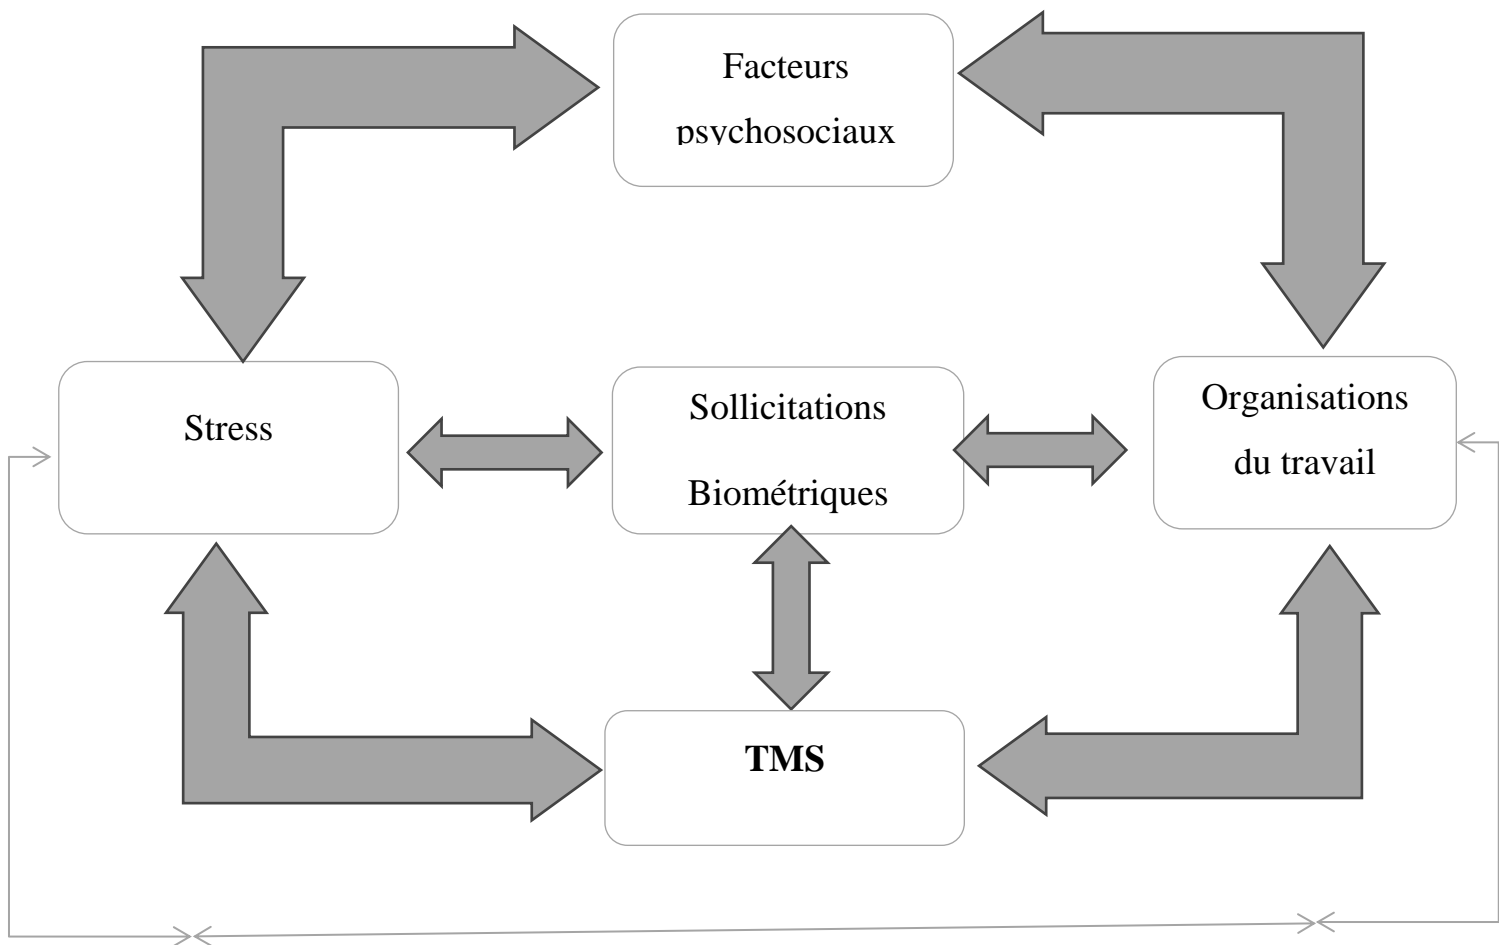 Facteurs
psychosociaux
Stress
Sollicitations
Biométriques
Organisations
du travail
TMS